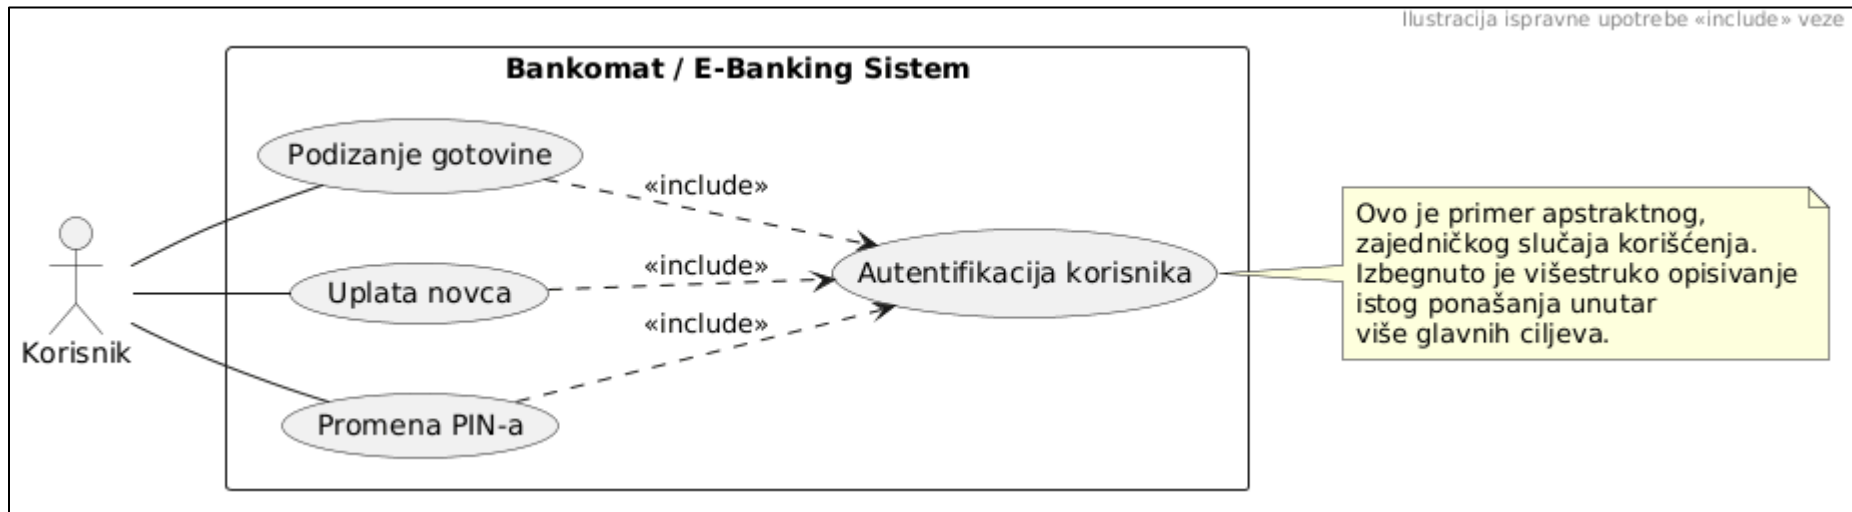 Ilustracija ispravne upotrebe «include» veze
Bankomat / E-Banking Sistem
Podizanje gotovine
«include»
Korisnik
Uplata novca
«include»
Autentifikacija korisnika
«include»
Promena PIN-a
Ovo je primer apstraktnog,
zajedničkog slučaja korišćenja.
Izbegnuto je višestruko opisivanje
istog ponašanja unutar
više glavnih ciljeva.